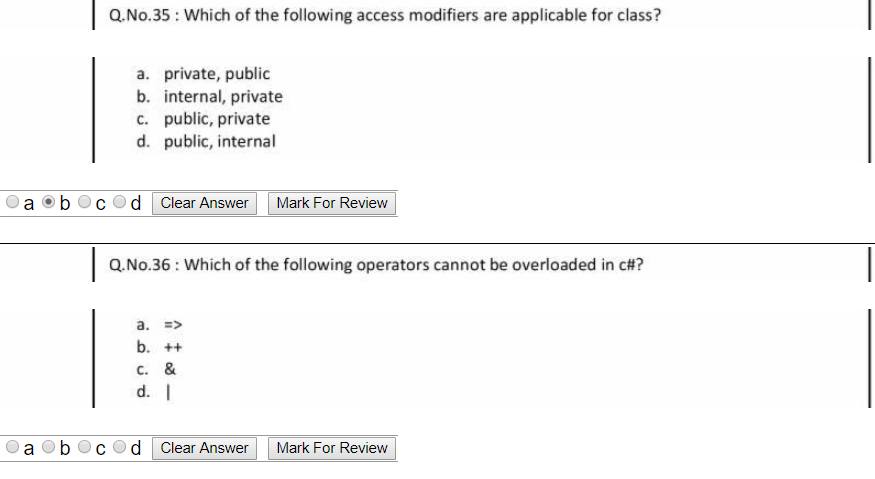 Q.No.35 : Which of the following access modifiers are applicable for class?
a. private, public
b. internal, private
c. public, private
d. public, internal
a b c d Clear Answer Mark For Review
Q.No.36 : Which of the following operators cannot be overloaded in c#?
a. =>
b. ++
c. &
d. |
a b c d Clear Answer Mark For Review